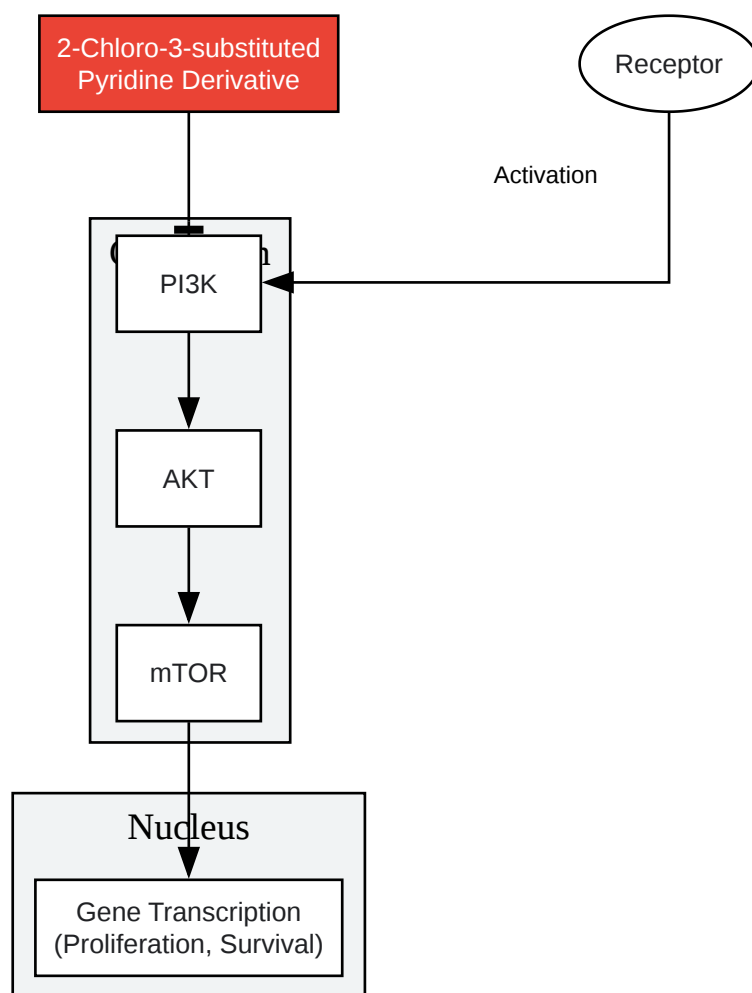 2-Chloro-3-substituted
Pyridine Derivative
Receptor
Activation
PI3K
AKT
mTOR
Nucleus
Gene Transcription
(Proliferation, Survival)